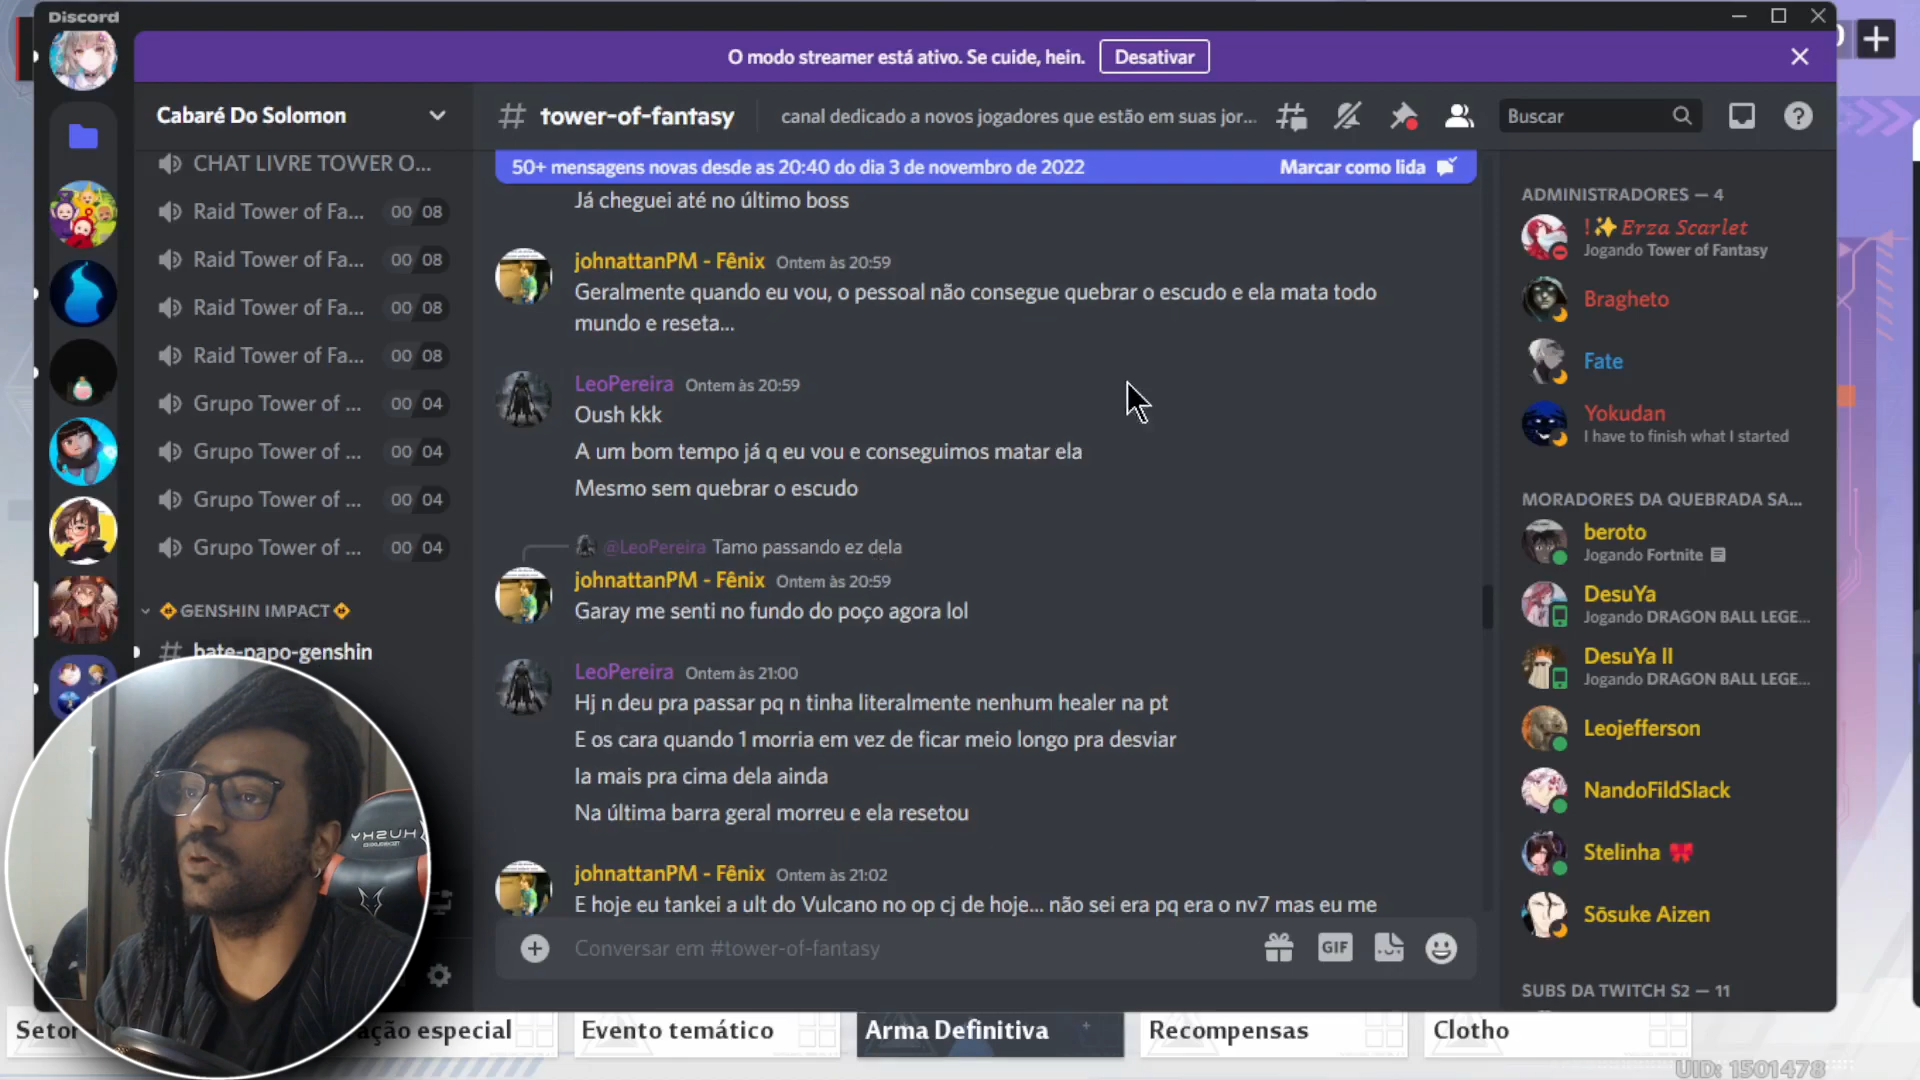 Discord
O modo streamer está ativo. Se cuide, hein.
Desativar
Cabaré Do Solomon
CHAT LIVRE TOWER O...
Raid Tower of Fa... 00 08
Raid Tower of Fa... 00 08
Raid Tower of Fa... 00 08
Raid Tower of Fa... 00 08
Grupo Tower of ... 00 04
Grupo Tower of ... 00 04
Grupo Tower of ... 00 04
Grupo Tower of ... 00 04
GENSHIN IMPACT
# bate-papo-genshin
# tower-of-fantasy
canal dedicado a novos jogadores que estão em suas jor...
Buscar
50+ mensagens novas desde as 20:40 do dia 3 de novembro de 2022
Marcar como lida
Já cheguei até no último boss
johnattanPM - Fênix Ontem às 20:59
Geralmente quando eu vou, o pessoal não consegue quebrar o escudo e ela mata todo
mundo e reseta...
LeoPereira Ontem às 20:59
Oush kkk
A um bom tempo já q eu vou e conseguimos matar ela
Mesmo sem quebrar o escudo
@LeoPereira Tamo passando ez dela
johnattanPM - Fênix Ontem às 20:59
Garay me senti no fundo do poço agora lol
LeoPereira Ontem às 21:00
Hj n deu pra passar pq n tinha literalmente nenhum healer na pt
E os cara quando 1 morria em vez de ficar meio longo pra desviar
Ia mais pra cima dela ainda
Na última barra geral morreu e ela resetou
johnattanPM - Fênix Ontem às 21:02
E hoje eu tankei a ult do Vulcano no op cj de hoje... não sei era pq era o nv7 mas eu me
Conversar em #tower-of-fantasy
GIF
ADMINISTRADORES — 4
!✨Erza Scarlet
Jogando Tower of Fantasy
Bragheto
Fate
Yokudan
I have to finish what I started
MORADORES DA QUEBRADA SA...
beroto
Jogando Fortnite
DesuYa
Jogando DRAGON BALL LEGE...
DesuYa II
Jogando DRAGON BALL LEGE...
Leojefferson
NandoFildSlack
Stelinha 🎀
Sōsuke Aizen
SUBS DA TWITCH S2 — 11
Setor
ação especial
Evento temático
Arma Definitiva
Recompensas
Clotho
UID: 1501478